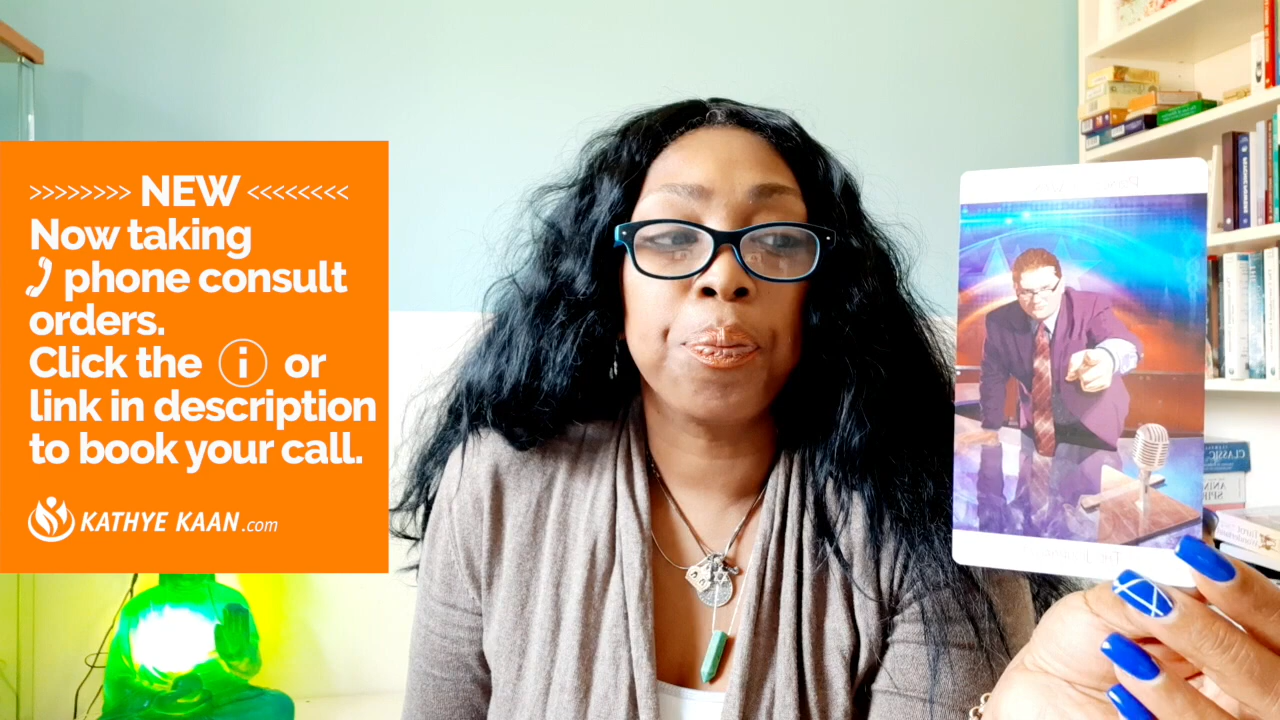 >>>>>>>> NEW <<<<<<<<
Now taking
phone consult
orders.
Click the i or
link in description
to book your call.
KATHYE KAAN.com
CLASSIC